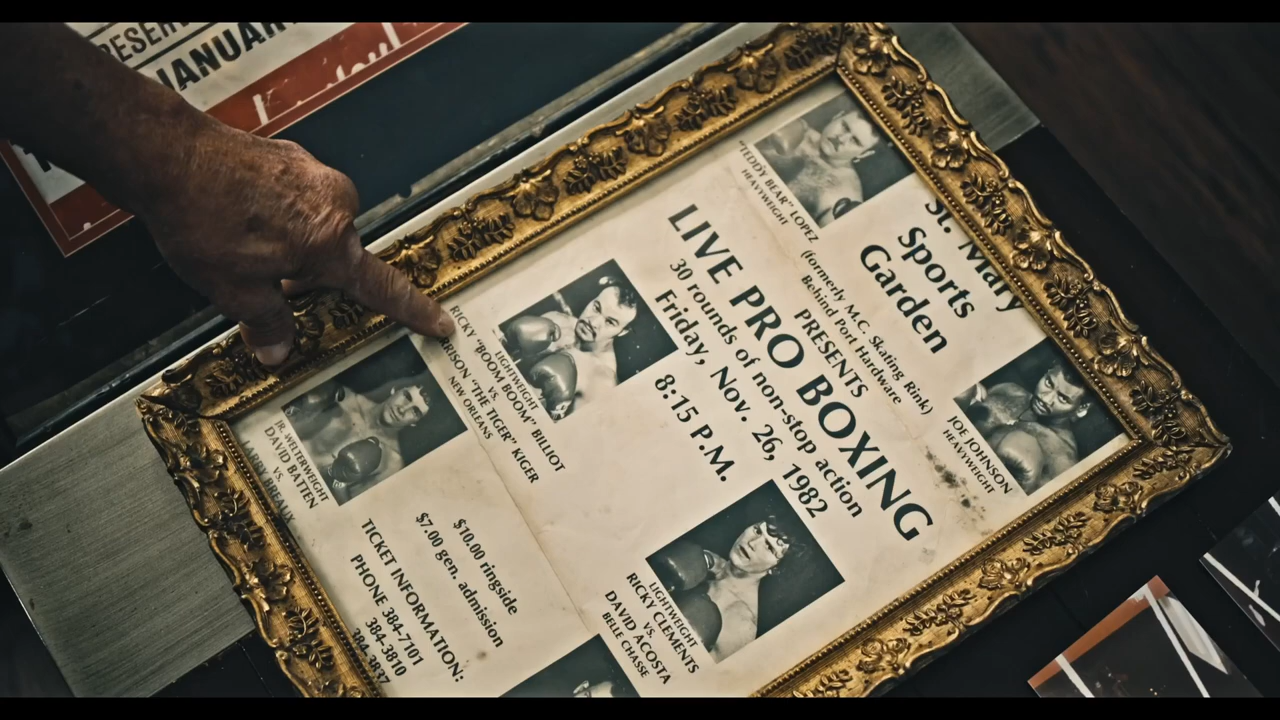 JANUARY
St. Mary
Sports
Garden
(formerly M.C. Skating Rink)
Behind Port Hardware
PRESENTS
LIVE PRO BOXING
30 rounds of non-stop action
Friday, Nov. 26, 1982
8:15 P.M.
"TEDDY BEAR" LOPEZ
HEAVYWEIGHT
JOE JOHNSON
HEAVYWEIGHT
LIGHTWEIGHT
RICKY "BOOM BOOM" BILLIOT
VS.
"THE TIGER" KIGER
NEW ORLEANS
LIGHTWEIGHT
RICKY CLEMENTS
VS.
DAVID ACOSTA
BELLE CHASSE
JR. WELTERWEIGHT
DAVID BATTEN
VS.
LARRY
$10.00 ringside
$7.00 gen. admission
TICKET INFORMATION:
PHONE 384-7101
384-3810